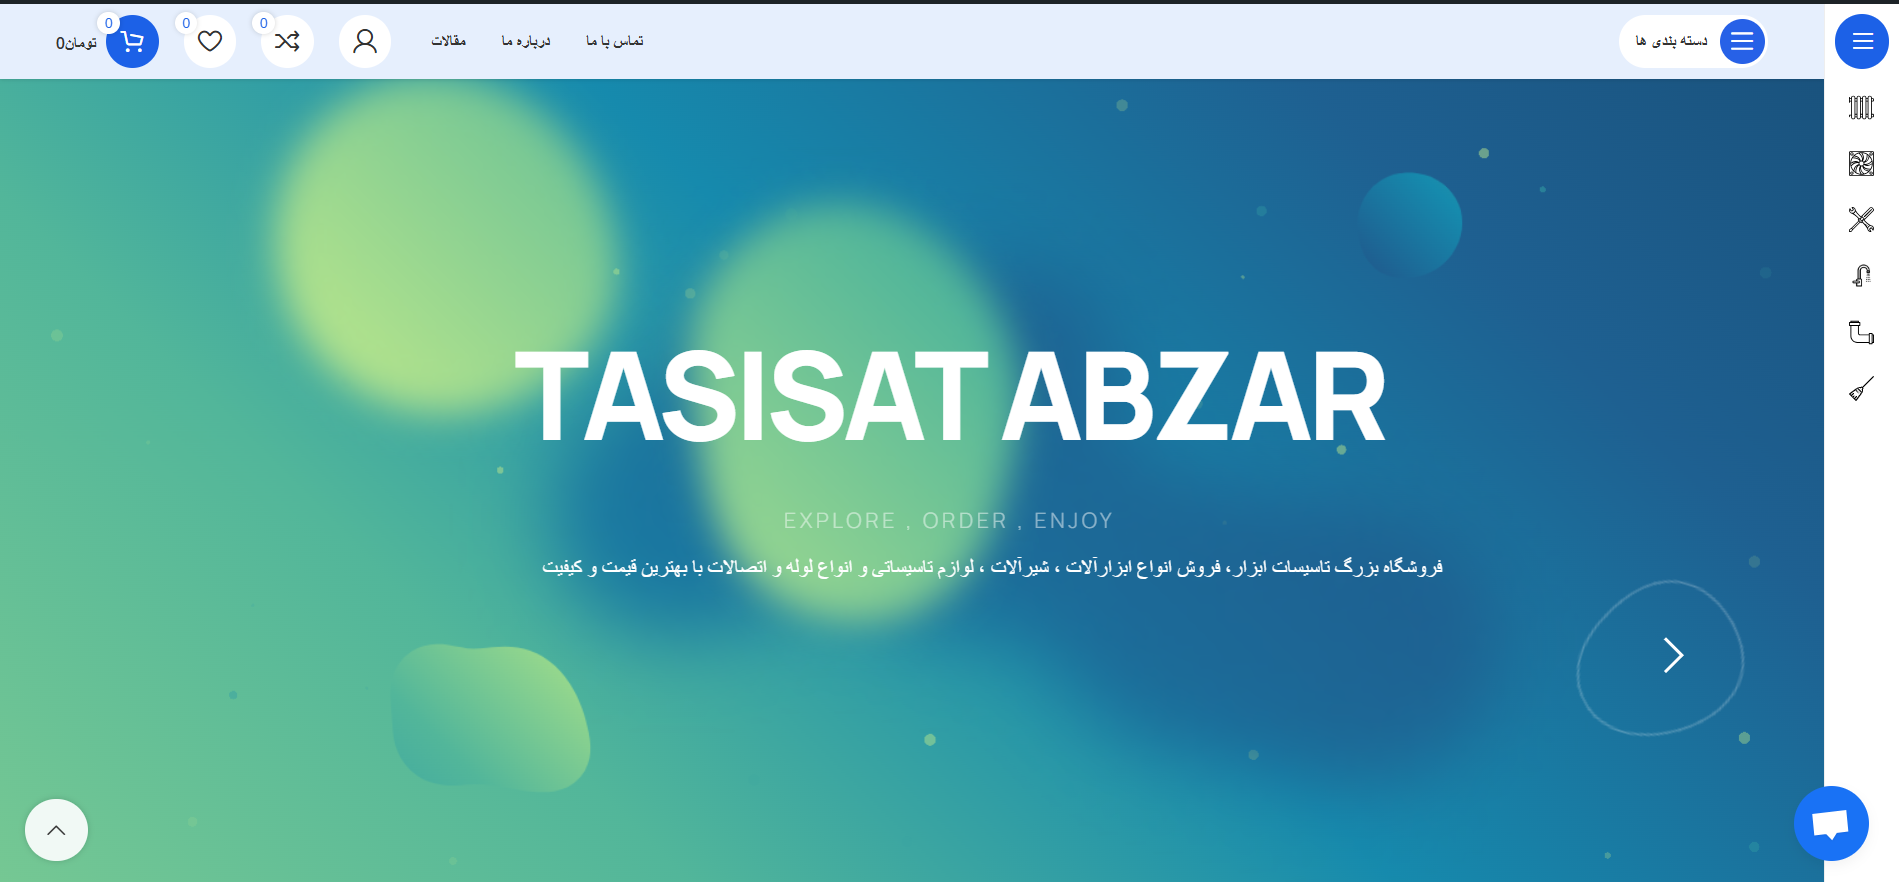 دسته بندی ها
تماس با ما
درباره ما
مقالات
0
0
0
0تومان
TASISAT ABZAR
EXPLORE , ORDER , ENJOY
فروشگاه بزرگ تاسیسات ابزار، فروش انواع ابزارآلات ، شیرآلات ، لوازم تاسیساتی و انواع لوله و اتصالات با بهترین قیمت و کیفیت